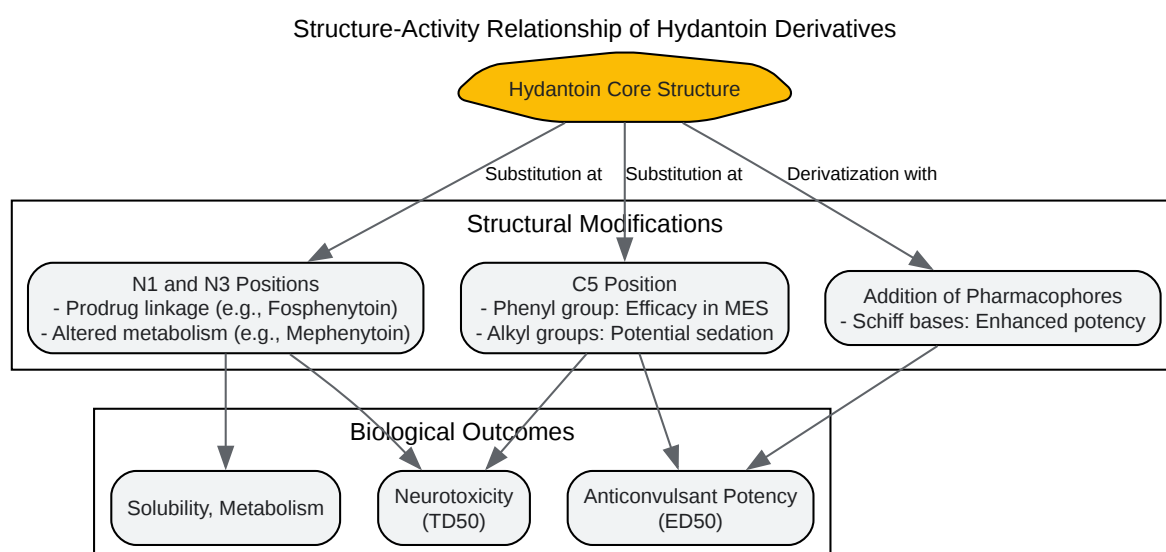 Structure-Activity Relationship of Hydantoin Derivatives
Hydantoin Core Structure
Substitution at
Substitution at
Derivatization with
Structural Modifications
N1 and N3 Positions
- Prodrug linkage (e.g., Fosphenytoin)
- Altered metabolism (e.g., Mephenytoin)
C5 Position
- Phenyl group: Efficacy in MES
- Alkyl groups: Potential sedation
Addition of Pharmacophores
- Schiff bases: Enhanced potency
Biological Outcomes
Solubility, Metabolism
Neurotoxicity
(TD50)
Anticonvulsant Potency
(ED50)